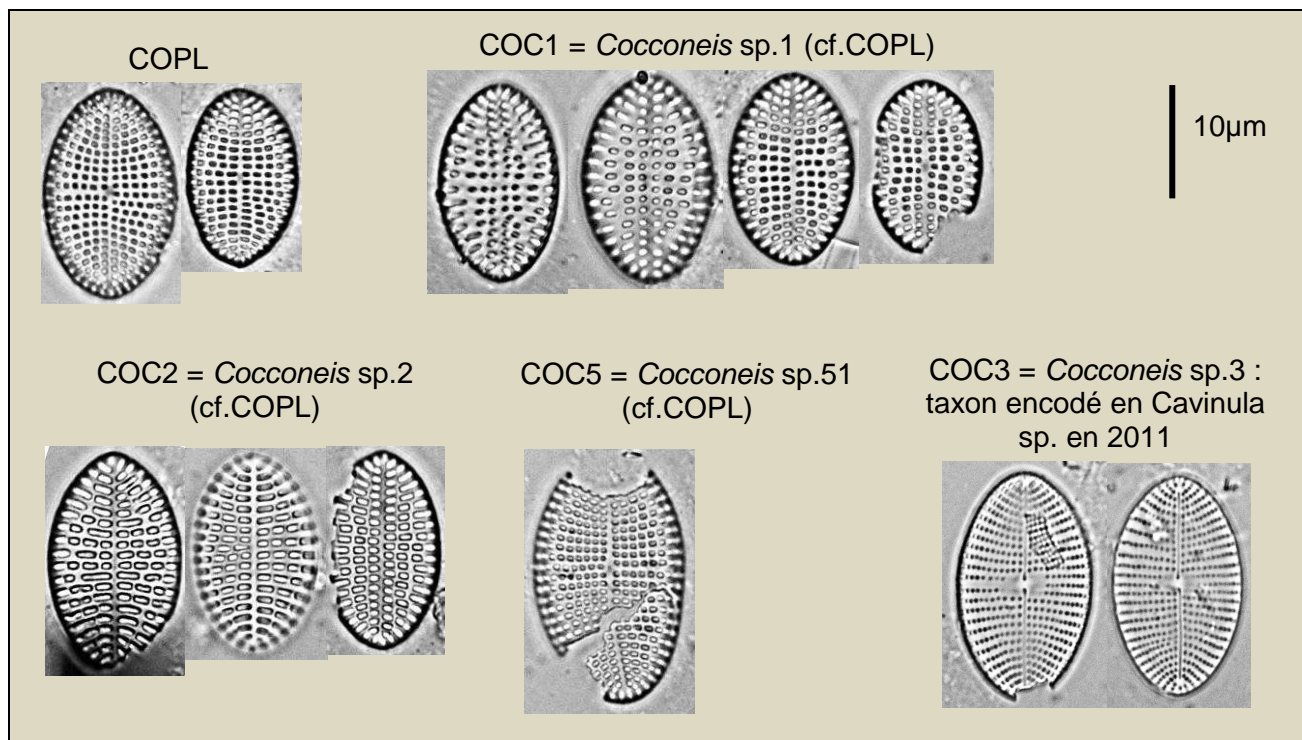 COPL
COC1 = Cocconeis sp.1 (cf.COPL)
10µm
COC2 = Cocconeis sp.2
(cf.COPL)
COC5 = Cocconeis sp.51
(cf.COPL)
COC3 = Cocconeis sp.3 :
taxon encodé en Cavinula
sp. en 2011